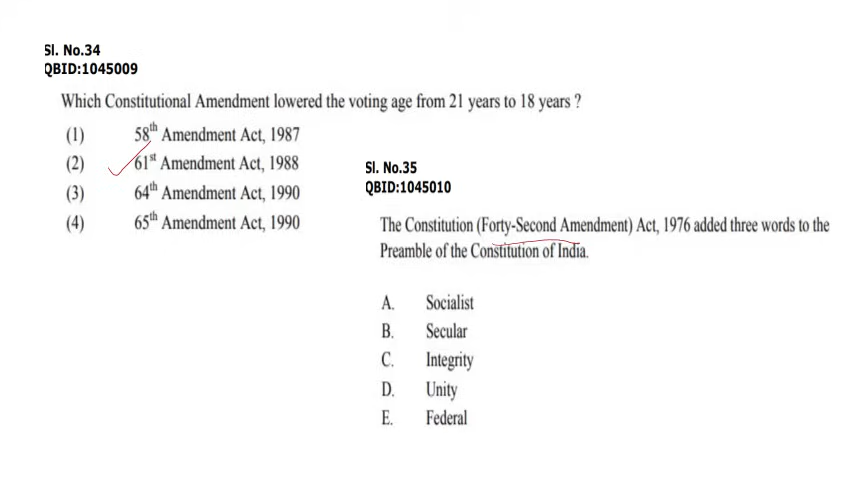 Sl. No.34
QBID:1045009
Which Constitutional Amendment lowered the voting age from 21 years to 18 years ?
(1) 58th Amendment Act, 1987
(2) 61st Amendment Act, 1988
(3) 64th Amendment Act, 1990
(4) 65th Amendment Act, 1990
Sl. No.35
QBID:1045010
The Constitution (Forty-Second Amendment) Act, 1976 added three words to the
Preamble of the Constitution of India.
A. Socialist
B. Secular
C. Integrity
D. Unity
E. Federal